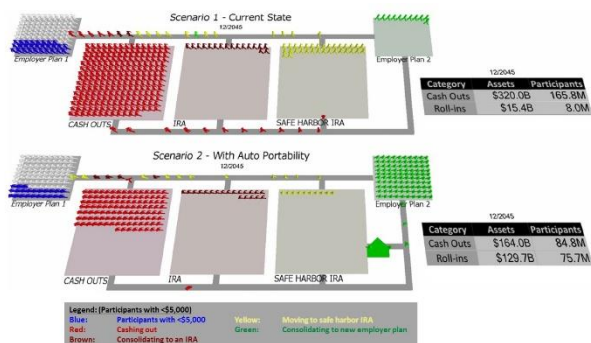 Scenario 1 - Current State
12/2045
Employer Plan 1
Employer Plan 2
CASH OUTS
IRA
SAFE HARBOR IRA
12/2045
Category Assets Participants
Cash Outs $320.0B 165.8M
Roll-ins $15.4B 8.0M
Scenario 2 - With Auto Portability
12/2045
Employer Plan 1
Employer Plan 2
CASH OUTS
IRA
SAFE HARBOR IRA
12/2045
Category Assets Participants
Cash Outs $164.0B 84.8M
Roll-ins $129.7B 75.7M
Legend: (Participants with <$5,000)
Blue: Participants with <$5,000 Yellow: Moving to safe harbor IRA
Red: Cashing out Green: Consolidating to new employer plan
Brown: Consolidating to an IRA